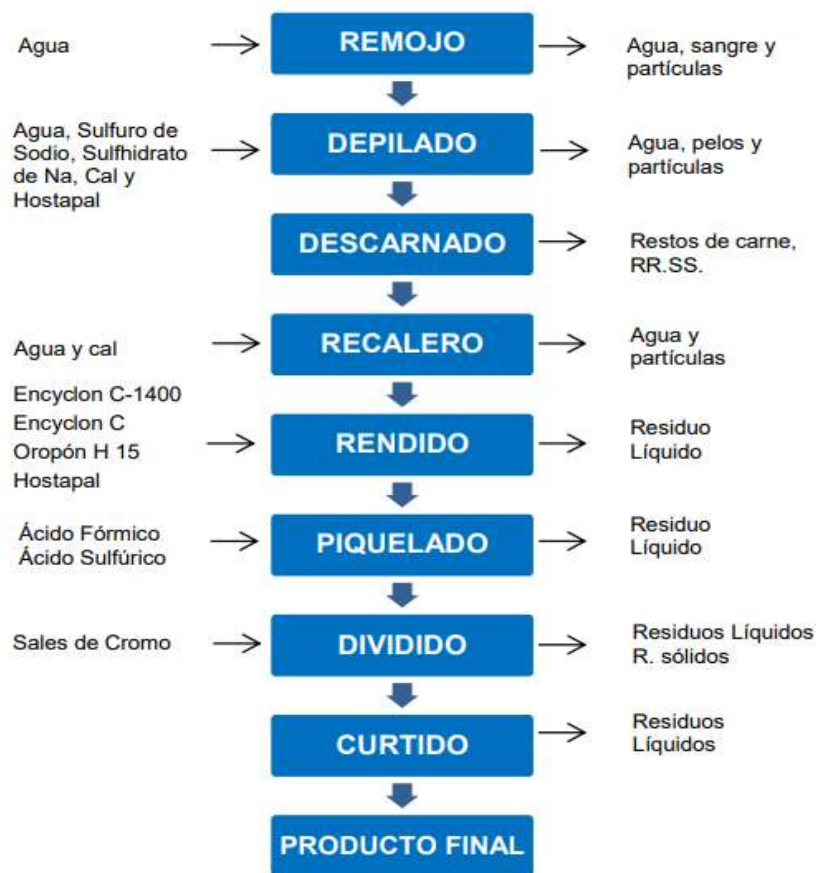 Agua
REMOJO
Agua, sangre y
partículas
Agua, Sulfuro de
Sodio, Sulfhidrato
de Na, Cal y
Hostapal
DEPILADO
Agua, pelos y
partículas
DESCARNADO
Restos de carne,
RR.SS.
Agua y cal
RECALERO
Agua y
partículas
Encyclon C-1400
Encyclon C
Oropón H 15
Hostapal
RENDIDO
Residuo
Líquido
Ácido Fórmico
Ácido Sulfúrico
PIQUELADO
Residuo
Líquido
Sales de Cromo
DIVIDIDO
Residuos Líquidos
R. sólidos
CURTIDO
Residuos
Líquidos
PRODUCTO FINAL